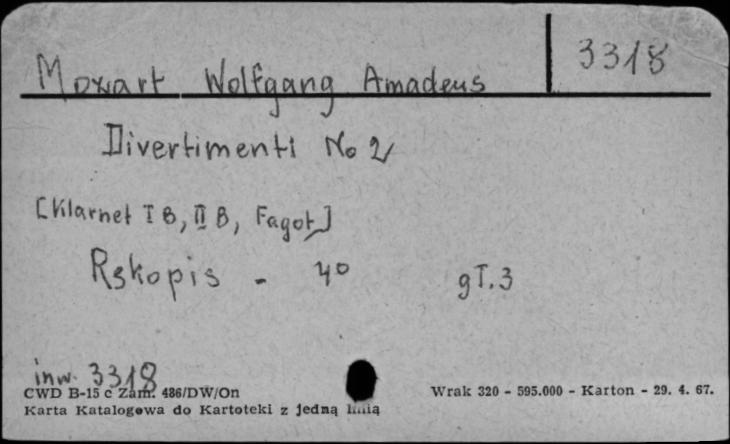 Mozart Wolfgang Amadeus 3318
Divertimenti No 2
[Klarnet I B, II B, Fagot]
Rękopis - 4°
gT.3
inw. 3318
CWD B-15 c Zam. 486/DW/On
Wrak 320 - 595.000 - Karton - 29. 4. 67.
Karta Katalogowa do Kartoteki z jedną linią